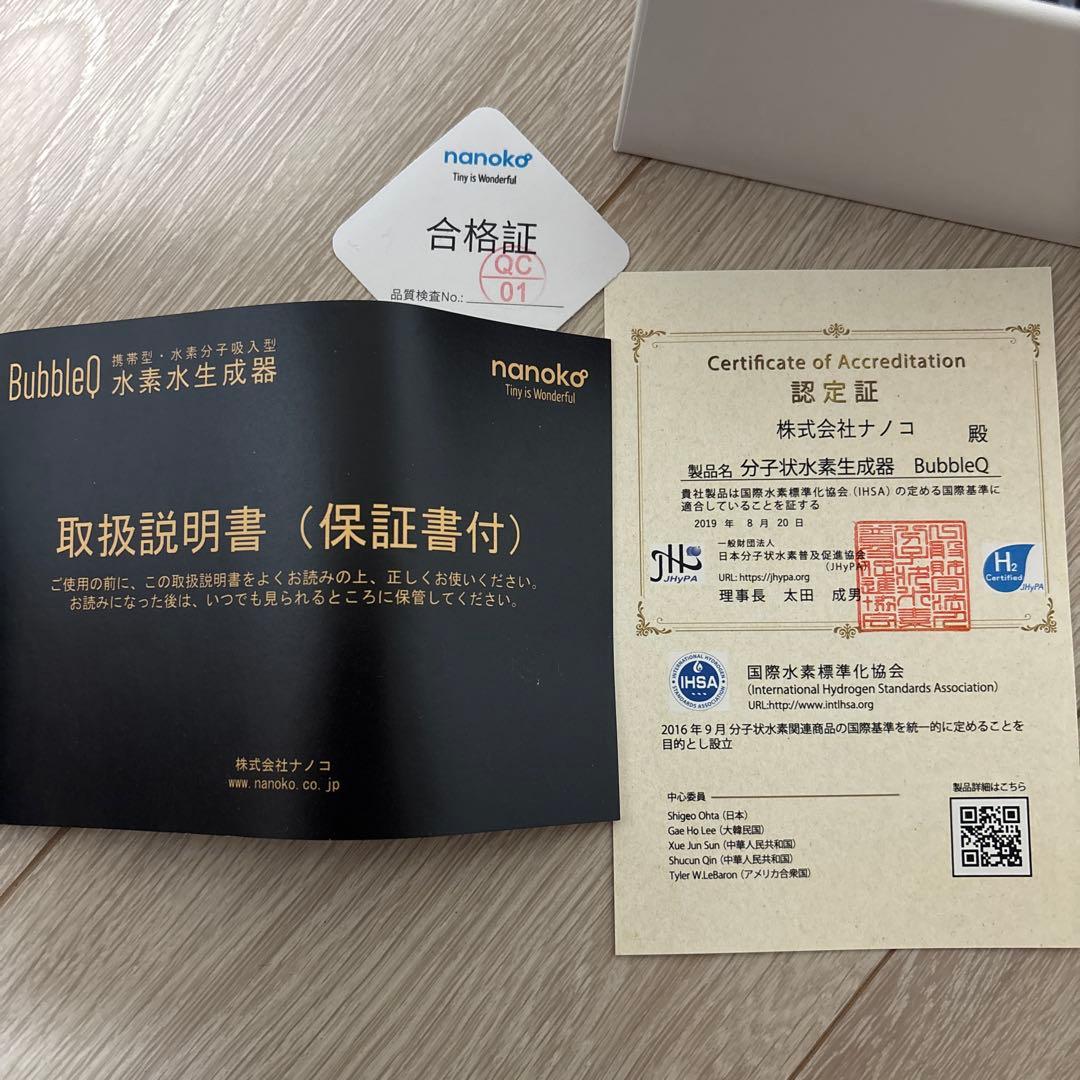 nanoko
Tiny is Wonderful
合格証
QC
01
品質検査No.:
BubbleQ
携帯型・水素分子吸入型
水素水生成器
nanoko
Tiny is Wonderful
取扱説明書（保証書付）
ご使用の前に、この取扱説明書をよくお読みの上、正しくお使いください。
お読みになった後は、いつでも見られるところに保管してください。
株式会社ナノコ
www.nanoko.co.jp
Certificate of Accreditation
認定証
株式会社ナノコ 殿
製品名 分子状水素生成器 BubbleQ
貴社製品は国際水素標準化協会（IHSA）の定める国際基準に
適合していることを証する
2019 年 8 月 20 日
JHyPA
一般財団法人
日本分子状水素普及促進協会
(JHyPA)
URL: https://jhypa.org
理事長 太田 成男
H2
Certified
JHyPA
INTERNATIONAL HYDROGEN
IHSA
STANDARDS ASSOCIATION
国際水素標準化協会
(International Hydrogen Standards Association)
URL:http://www.intlhsa.org
2016 年 9 月 分子状水素関連商品の国際基準を統一的に定めることを
目的とし設立
中心委員
Shigeo Ohta（日本）
Gae Ho Lee（大韓民国）
Xue Jun Sun（中華人民共和国）
Shucun Qin（中華人民共和国）
Tyler W.LeBaron（アメリカ合衆国）
製品詳細はこちら